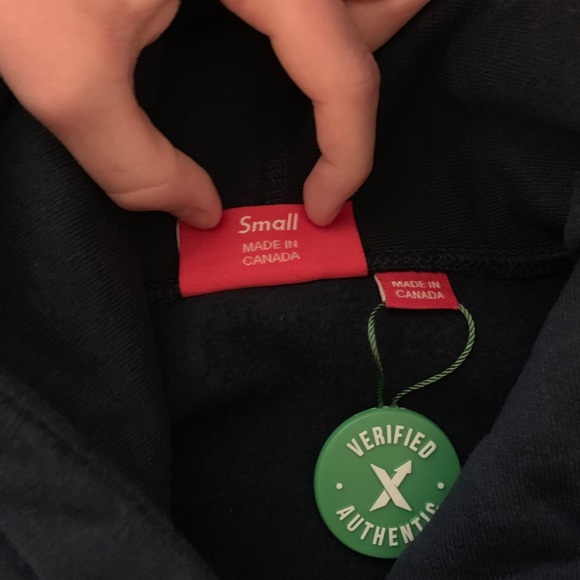 Small
MADE IN
CANADA
MADE IN
CANADA
VERIFIED
X
AUTHENTIC